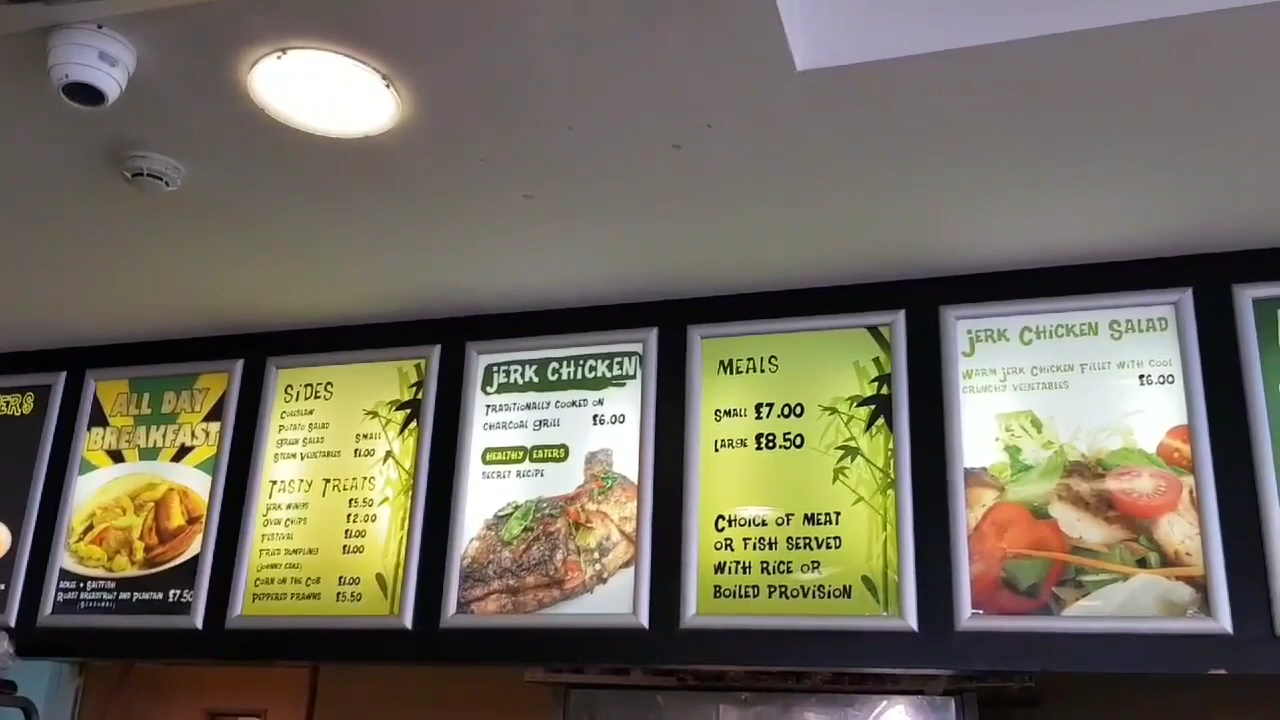 ERS
ALL DAY
BREAKFAST
ACKEE + SALTFISH
ROAST BREADFRUIT AND PLANTAIN £7.50
(SEASONAL)
SIDES
COLESLAW
POTATO SALAD
GREEN SALAD SMALL
STEAM VEGETABLES £1.00
TASTY TREATS
JERK WINGS £5.50
OVEN CHIPS £2.00
FESTIVAL £1.00
FRIED DUMPLING £1.00
(JOHNNY CAKE)
CORN ON THE COB £1.00
PEPPERED PRAWNS £5.50
JERK CHICKEN
TRADITIONALLY COOKED ON
CHARCOAL GRILL £6.00
HEALTHY EATERS
SECRET RECIPE
MEALS
SMALL £7.00
LARGE £8.50
CHOICE OF MEAT
OR FISH SERVED
WITH RICE OR
BOILED PROVISION
JERK CHICKEN SALAD
WARM JERK CHICKEN FILLET WITH COOL
CRUNCHY VEGETABLES £6.00